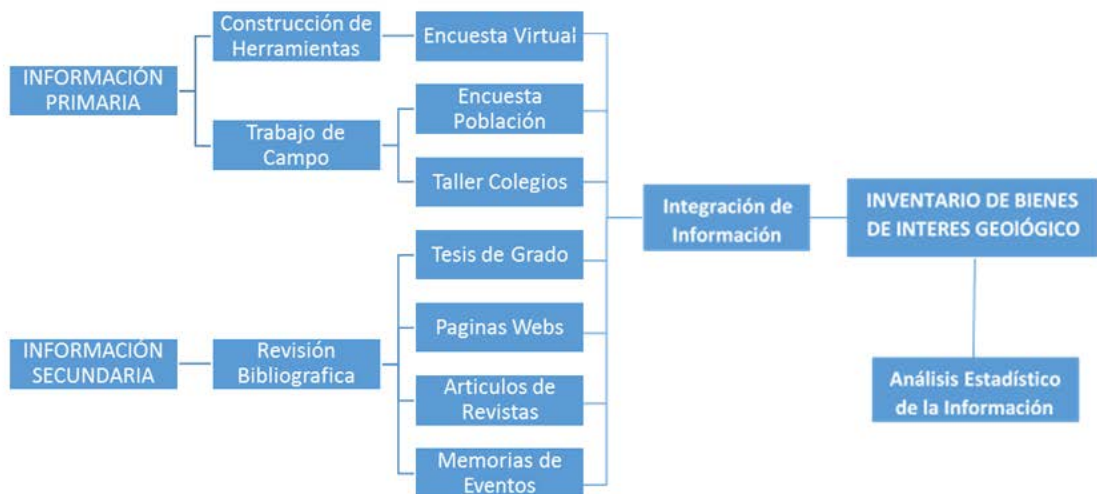 INFORMACIÓN
PRIMARIA
Construcción de
Herramientas
Encuesta Virtual
Trabajo de
Campo
Encuesta
Población
Taller Colegios
INFORMACIÓN
SECUNDARIA
Revisión
Bibliografica
Tesis de Grado
Paginas Webs
Articulos de
Revistas
Memorias de
Eventos
Integración de
Información
INVENTARIO DE BIENES
DE INTERES GEOlÓGICO
Análisis Estadístico
de la Información